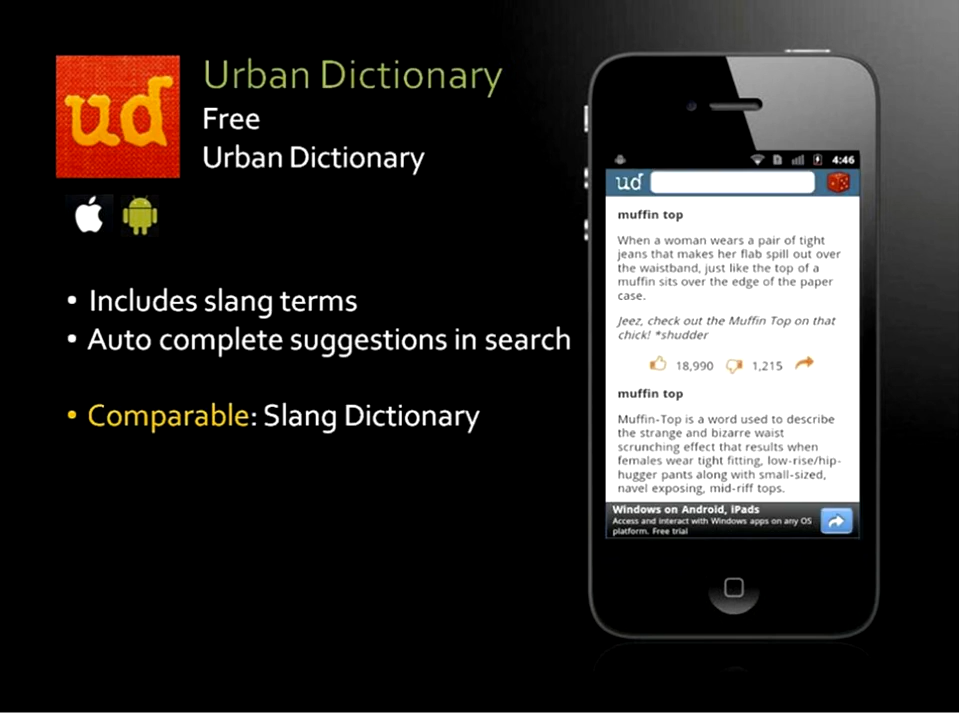 ud
Urban Dictionary
Free
Urban Dictionary
• Includes slang terms
• Auto complete suggestions in search
• Comparable: Slang Dictionary
4:46
ud
muffin top
When a woman wears a pair of tight
jeans that makes her flab spill out over
the waistband, just like the top of a
muffin sits over the edge of the paper
case.
Jeez, check out the Muffin Top on that
chick! *shudder
18,990 1,215
muffin top
Muffin-Top is a word used to describe
the strange and bizarre waist
scrunching effect that results when
females wear tight fitting, low-rise/hip-
hugger pants along with small-sized,
navel exposing, mid-riff tops.
Windows on Android, iPads
Access and interact with Windows apps on any OS
platform. Free trial